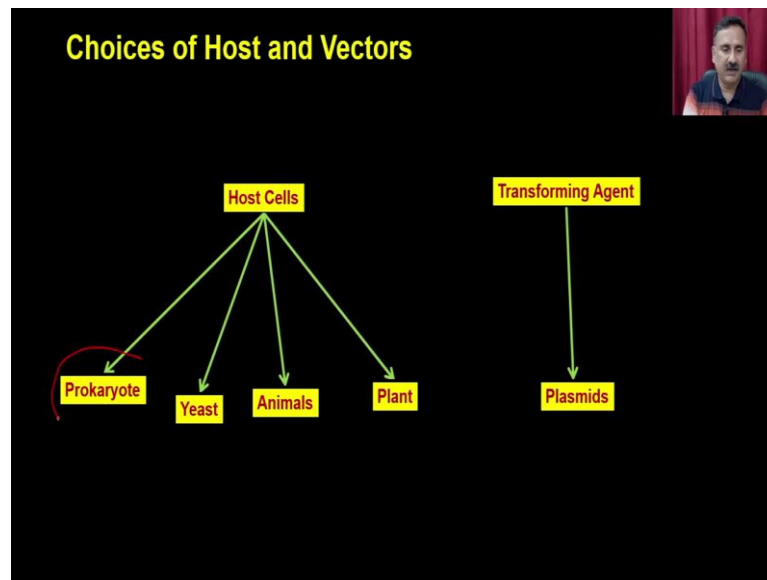 Choices of Host and Vectors
Host Cells
Transforming Agent
Prokaryote
Yeast
Animals
Plant
Plasmids